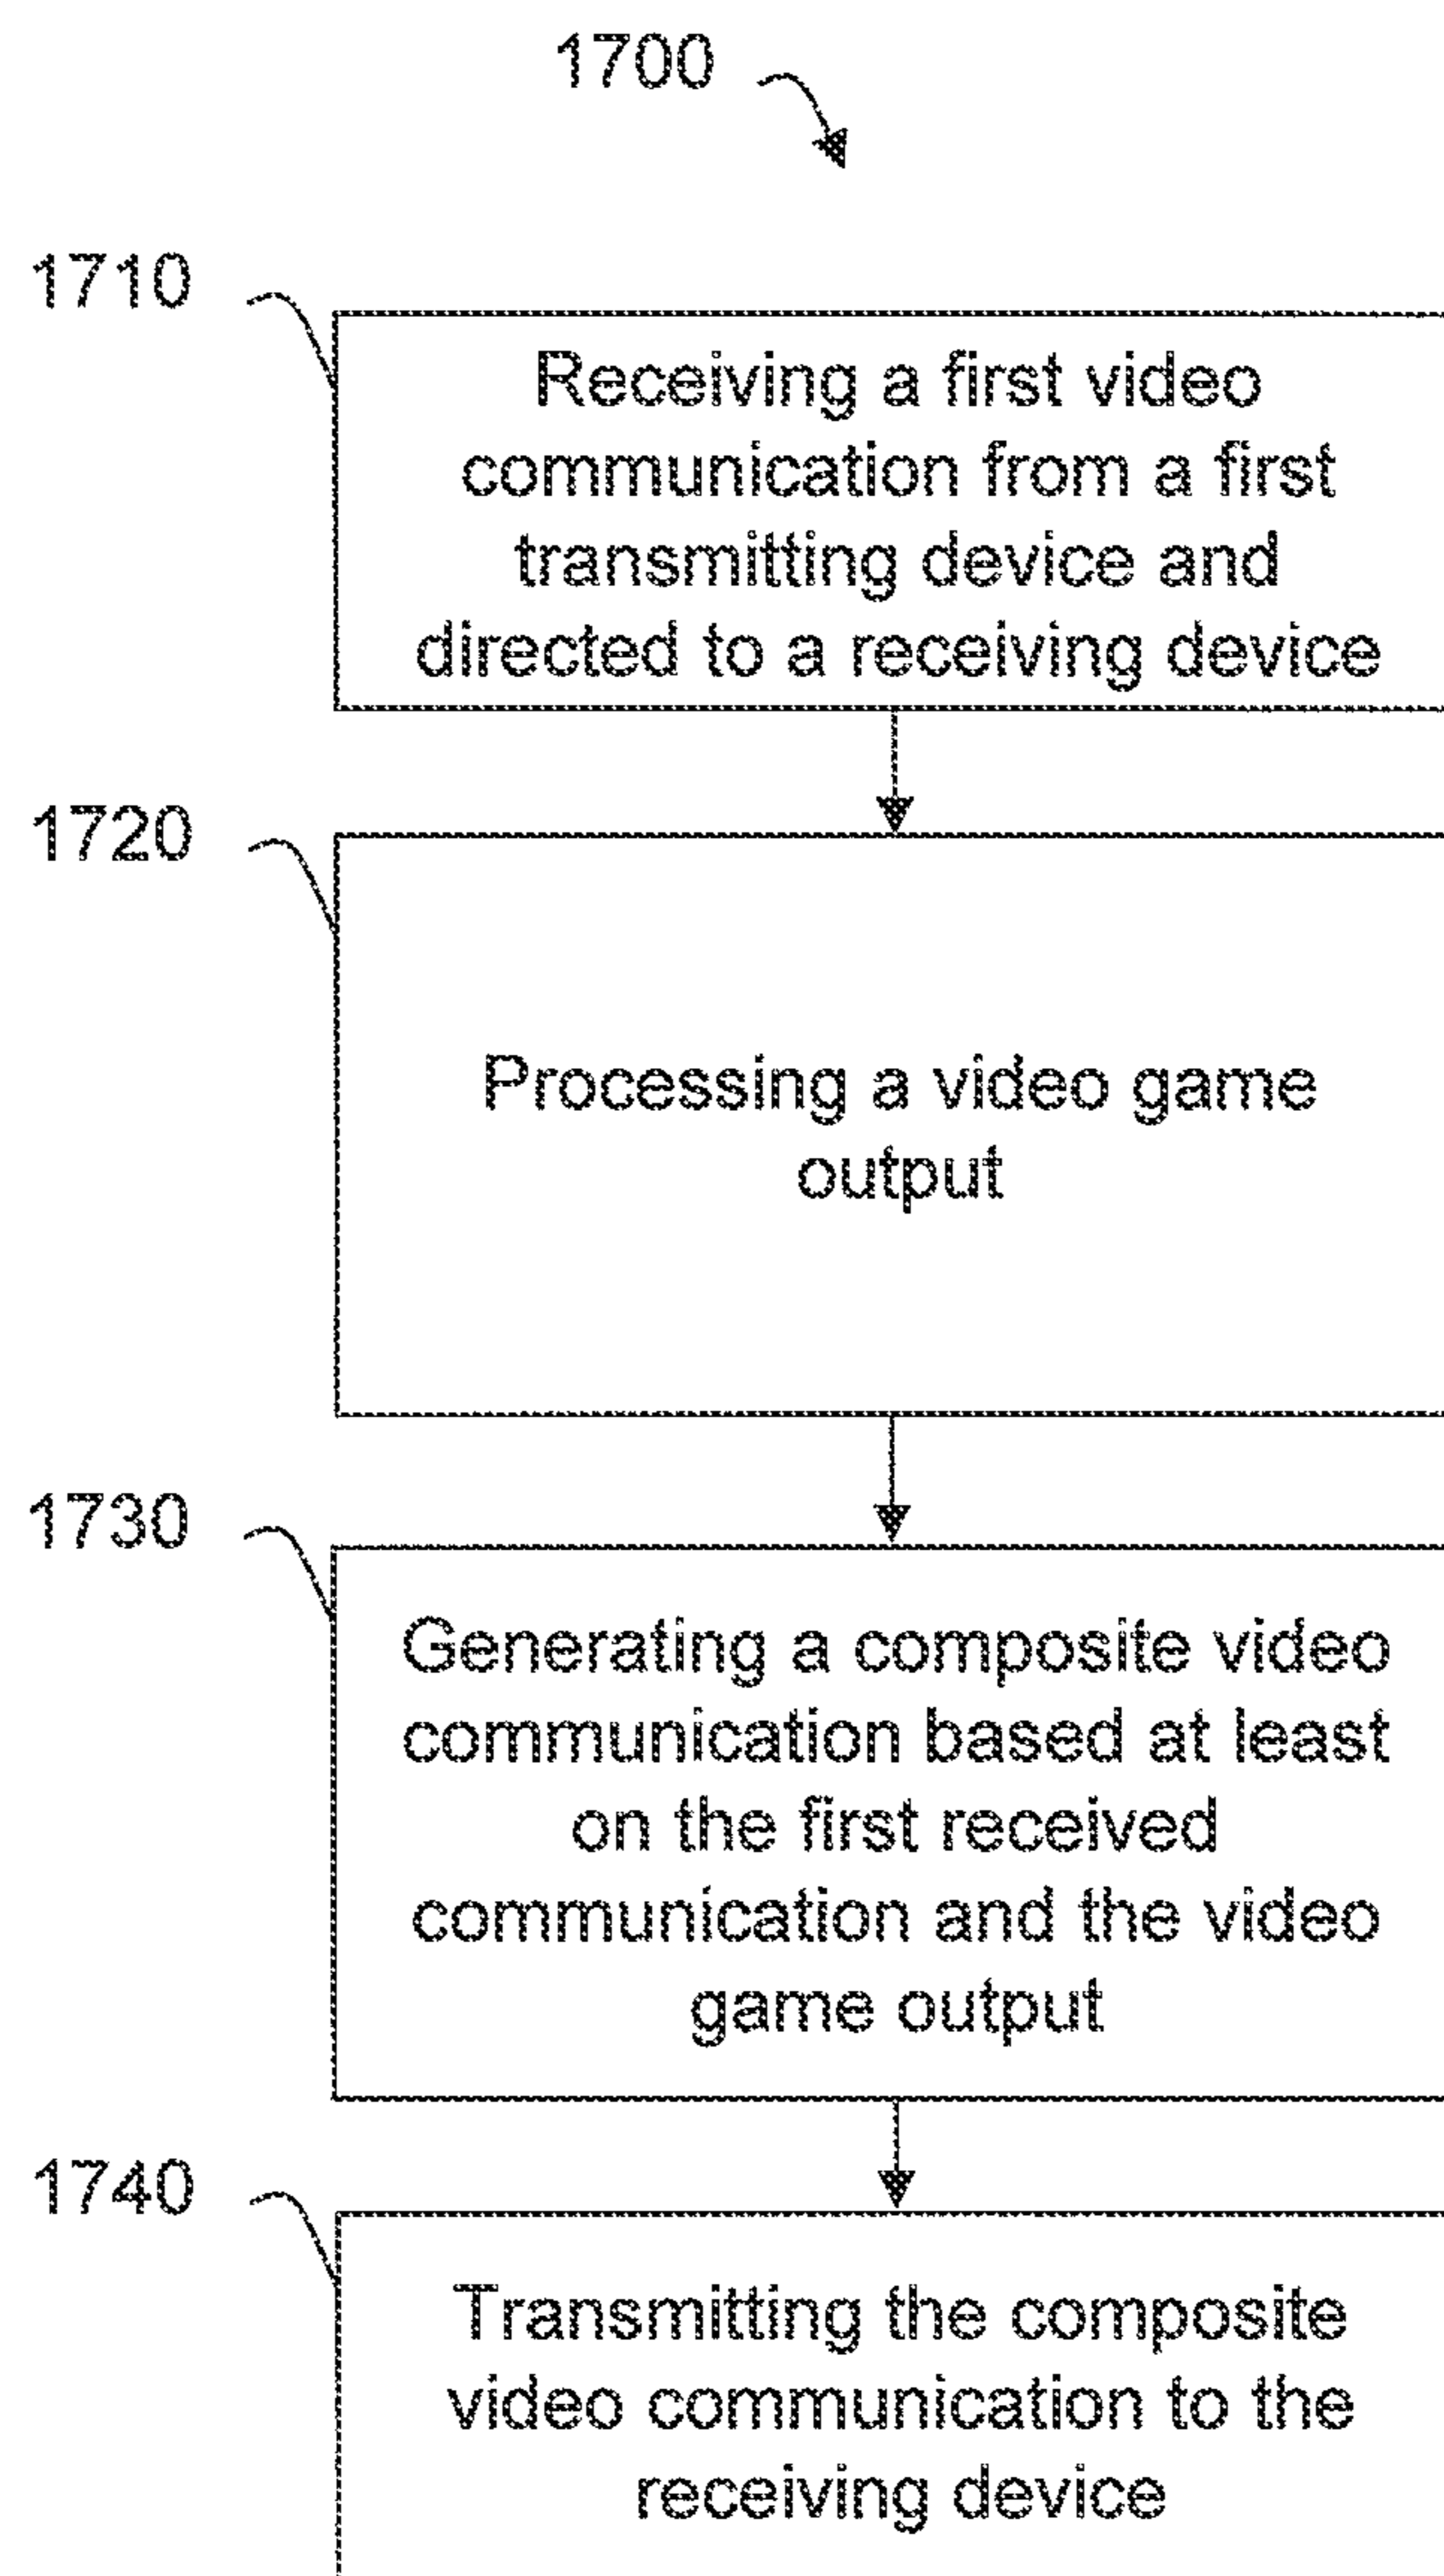 1700
1710
Receiving a first video
communication from a first
transmitting device and
directed to a receiving device
1720
Processing a video game
output
1730
Generating a composite video
communication based at least
on the first received
communication and the video
game output
1740
Transmitting the composite
video communication to the
receiving device